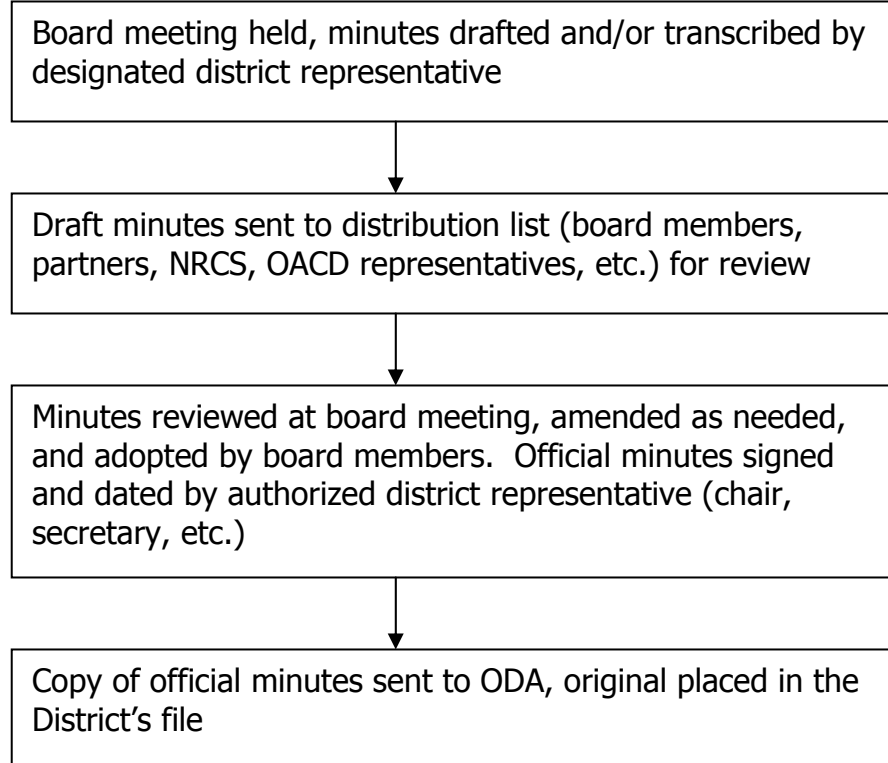 Board meeting held, minutes drafted and/or transcribed by
designated district representative
Draft minutes sent to distribution list (board members,
partners, NRCS, OACD representatives, etc.) for review
Minutes reviewed at board meeting, amended as needed,
and adopted by board members.  Official minutes signed
and dated by authorized district representative (chair,
secretary, etc.)
Copy of official minutes sent to ODA, original placed in the
District’s file